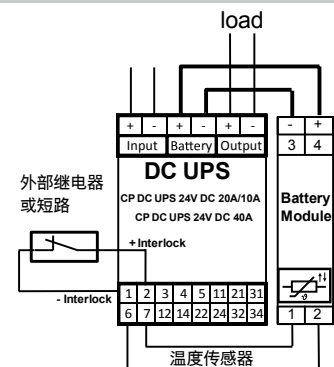 load
+ - + - + -
Input Battery Output
- +
3 4
DC UPS
CP DC UPS 24V DC 20A/10A
CP DC UPS 24V DC 40A
Battery
Module
外部继电器
或短路
+ Interlock
- Interlock
1 2 3 4 5 11 21 31
6 7 12 14 22 24 32 34
1 2
温度传感器